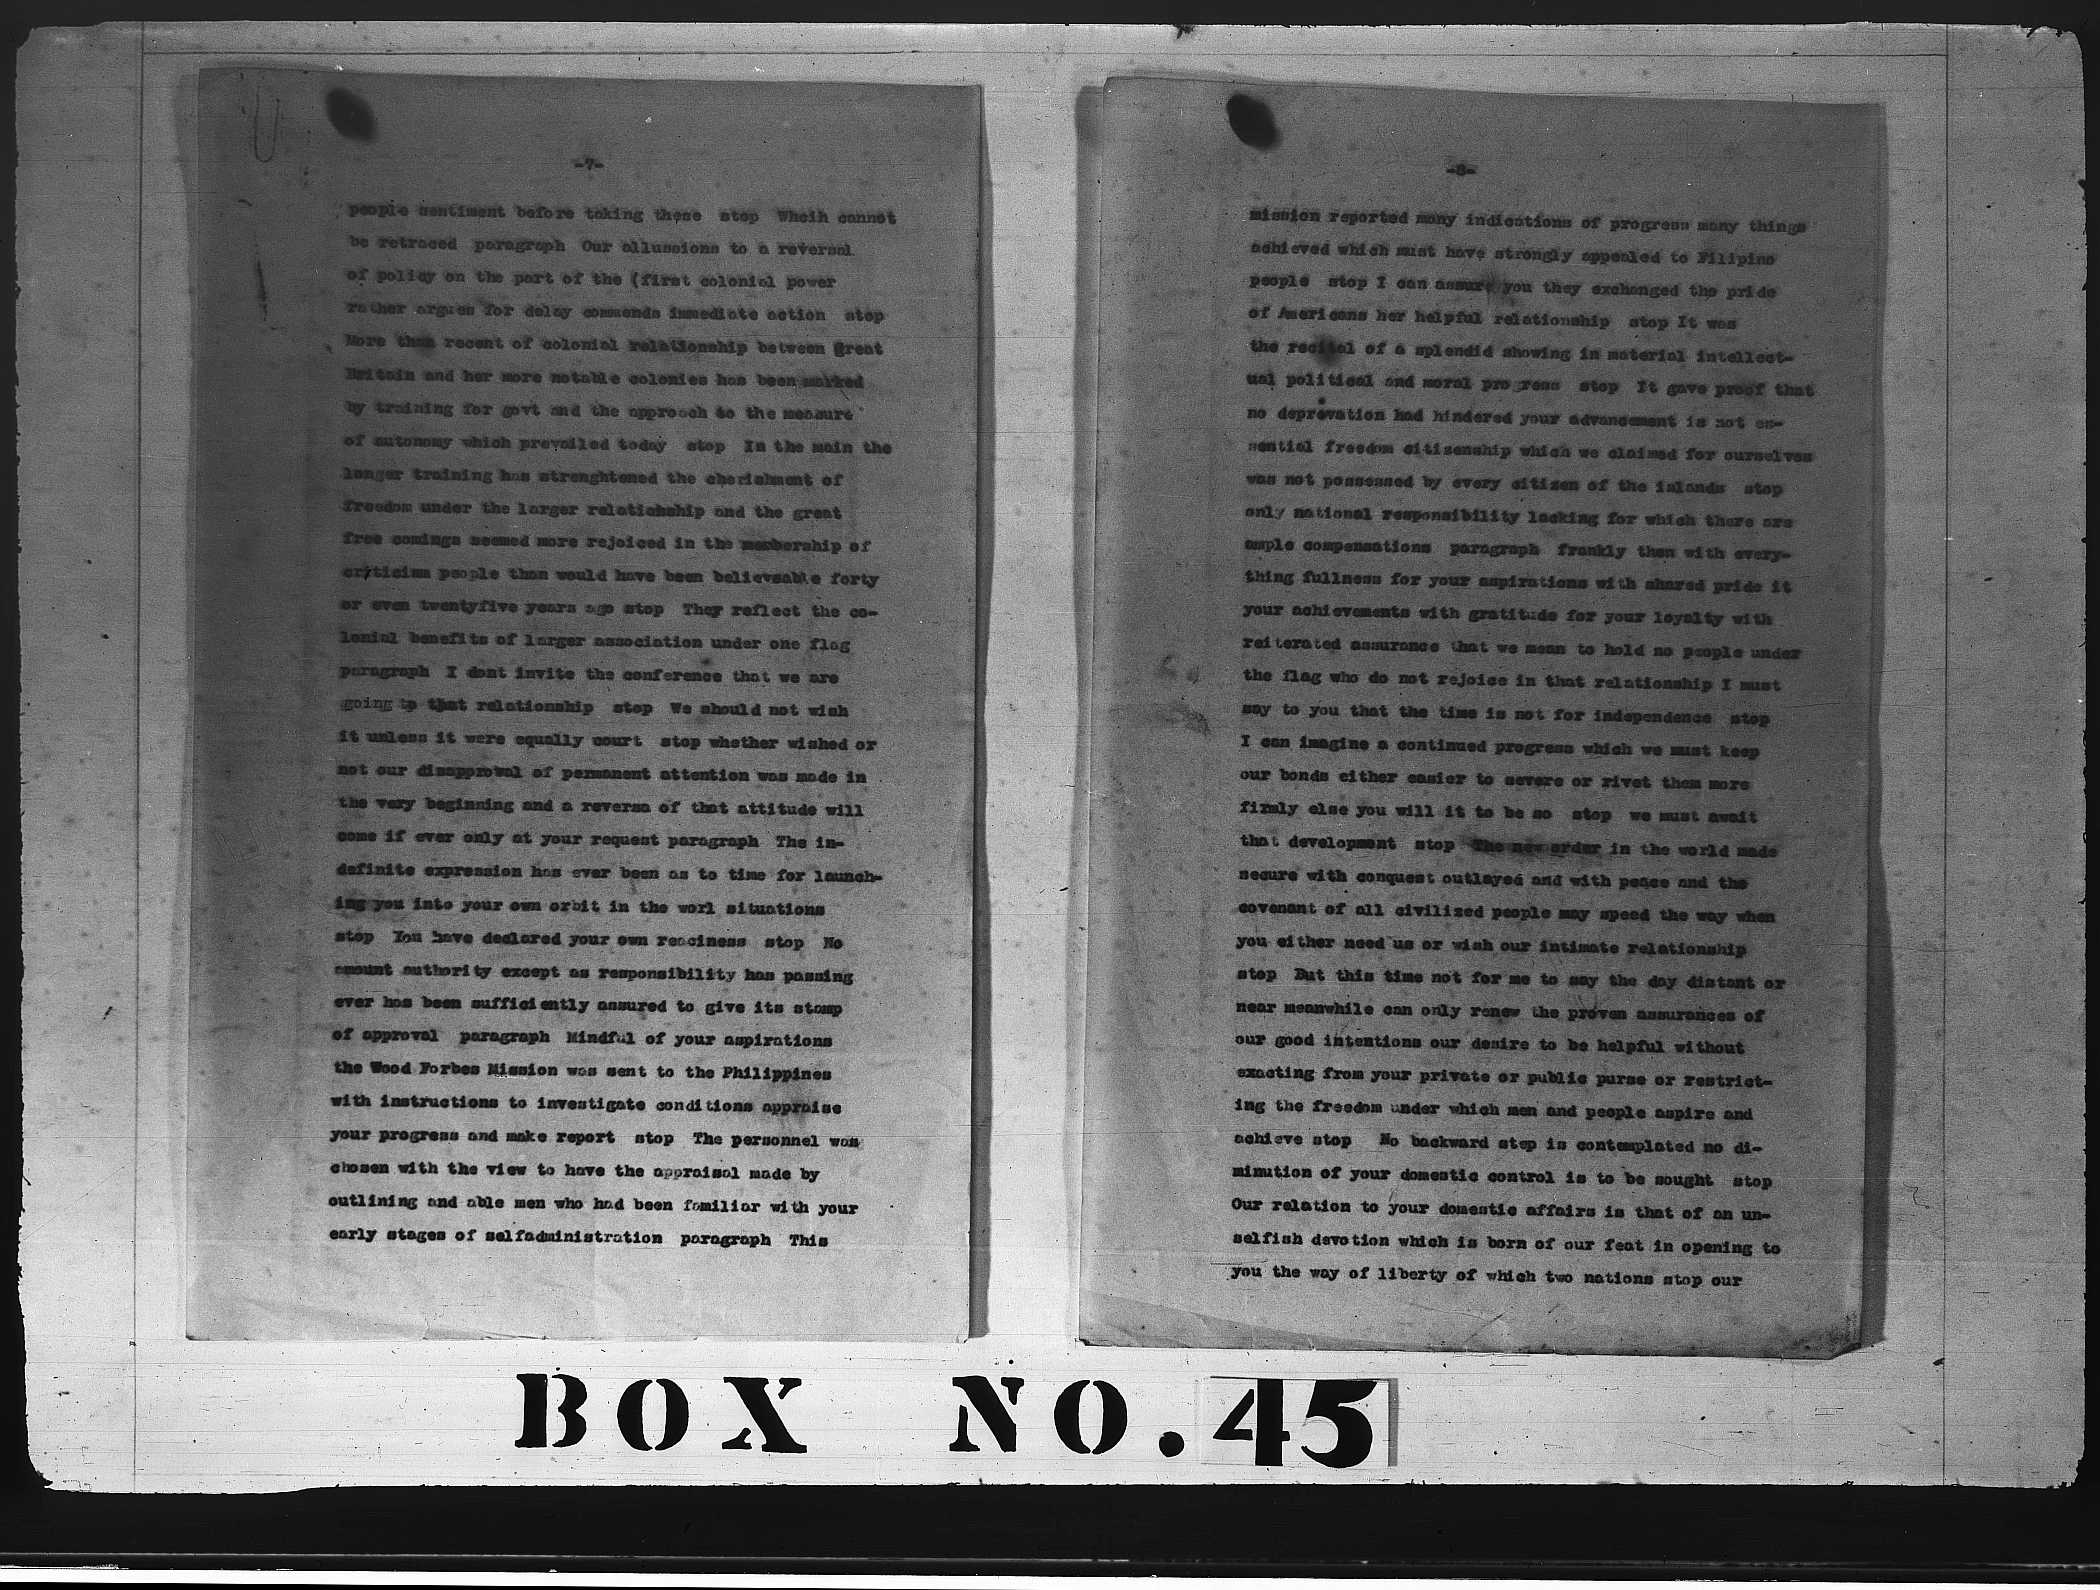 -7-
people sentiment before taking these stop Wheih cannot
be retraced paragraph Our allussions to a reversal
of policy on the part of the (first colonial power
rather argues for delay commends immediate action stop
More than recent of colonial relationship between Great
Britain and her more notable colonies has been marked
by training for govt and the approach to the measure
of autonomy which prevailed today stop In the main the
longer training has strenghtened the cherishment of
freedom under the larger relationship and the great
free comings seemed more rejoiced in the membership of
criticism people than would have been believeable forty
or even twentyfive years ago stop They reflect the co-
lonial benefits of larger association under one flag
paragraph I dont invite the conference that we are
going to that relationship stop We should not wish
it unless it were equally court stop whether wished or
not our disapproval of permanent attention was made in
the very beginning and a reversa of that attitude will
come if ever only at your request paragraph The in-
definite expression has ever been as to time for launch-
ing you into your own orbit in the worl situations
stop You have declared your own readiness stop No
amount authority except as responsibility has passing
ever has been sufficiently assured to give its stamp
of approval paragraph Mindful of your aspirations
the Wood Forbes Mission was sent to the Philippines
with instructions to investigate conditions appraise
your progress and make report stop The personnel was
chosen with the view to have the appraisal made by
outlining and able men who had been familiar with your
early stages of selfadministration paragraph This
-8-
mission reported many indications of progress many things
achieved which must have strongly appealed to Filipino
people stop I can assure you they exchanged the pride
of Americans her helpful relationship stop It was
the recital of a splendid showing in material intellect-
ual political and moral progress stop It gave proof that
no deprevation had hindered your advancement is not es-
sential freedom citizenship which we claimed for ourselves
was not possessed by every citizen of the islands stop
only national responsibility lacking for which there are
ample compensations paragraph frankly then with every-
thing fullness for your aspirations with shared pride it
your achievements with gratitude for your loyalty with
reiterated assurance that we mean to hold no people under
the flag who do not rejoice in that relationship I must
say to you that the time is not for independence stop
I can imagine a continued progress which we must keep
our bonds either easier to severe or rivet them more
firmly else you will it to be so stop we must await
that development stop The new order in the world made
secure with conquest outlayed and with peace and the
covenant of all civilized people may speed the way when
you either need us or wish our intimate relationship
stop But this time not for me to say the day distant or
near meanwhile can only renew the proven assurances of
our good intentions our desire to be helpful without
exacting from your private or public purse or restrict-
ing the freedom under which men and people aspire and
achieve stop No backward step is contemplated no di-
minution of your domestic control is to be sought stop
Our relation to your domestic affairs is that of an un-
selfish devotion which is born of our feat in opening to
you the way of liberty of which two nations stop our
BOX NO. 45